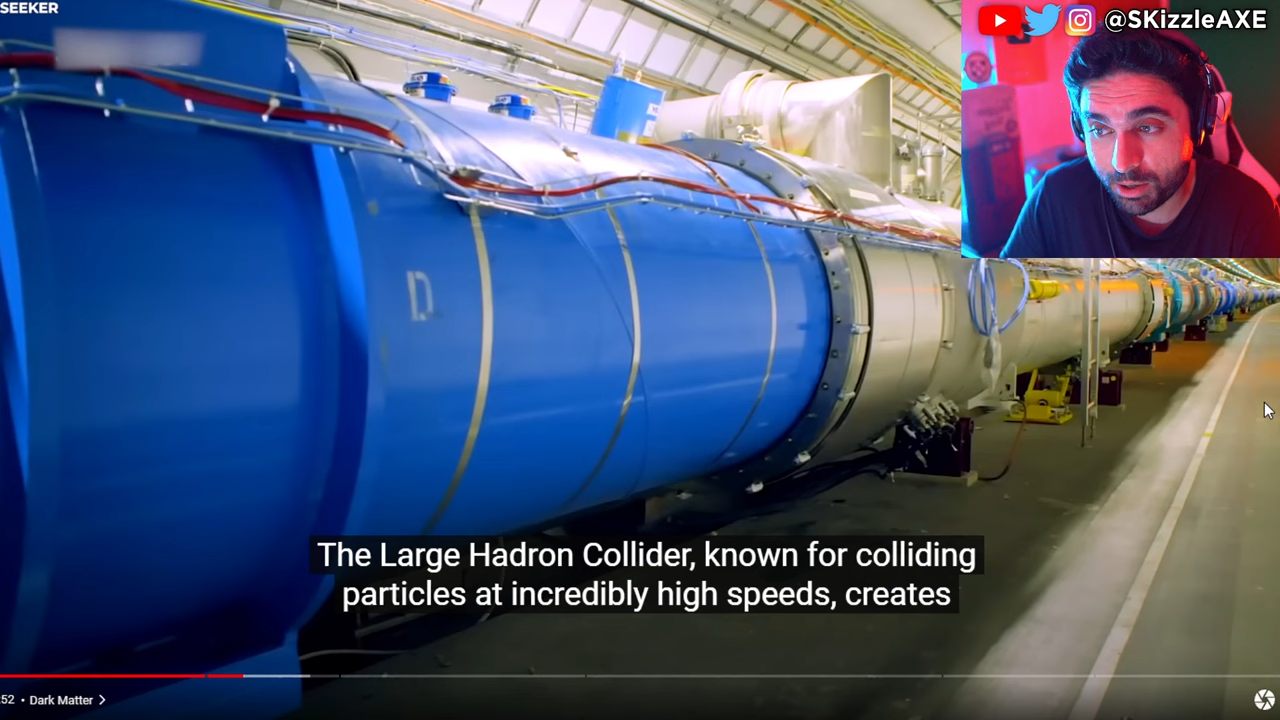 SEEKER
@SKizzleAXE
D
The Large Hadron Collider, known for colliding
particles at incredibly high speeds, creates
:52 • Dark Matter >